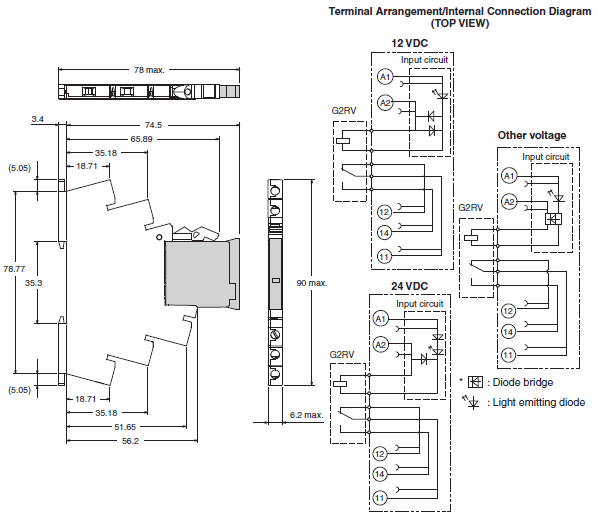 Terminal Arrangement/Internal Connection Diagram
(TOP VIEW)
78 max.
3.4
74.5
65.89
35.18
18.71
(5.05)
78.77
35.3
(5.05)
18.71
35.18
51.65
56.2
90 max.
6.2 max.
12 VDC
Input circuit
A1
A2
G2RV
12
14
11
24 VDC
Input circuit
A1
A2
G2RV
12
14
11
Other voltage
Input circuit
A1
A2
G2RV
12
14
11
* : Diode bridge
: Light emitting diode